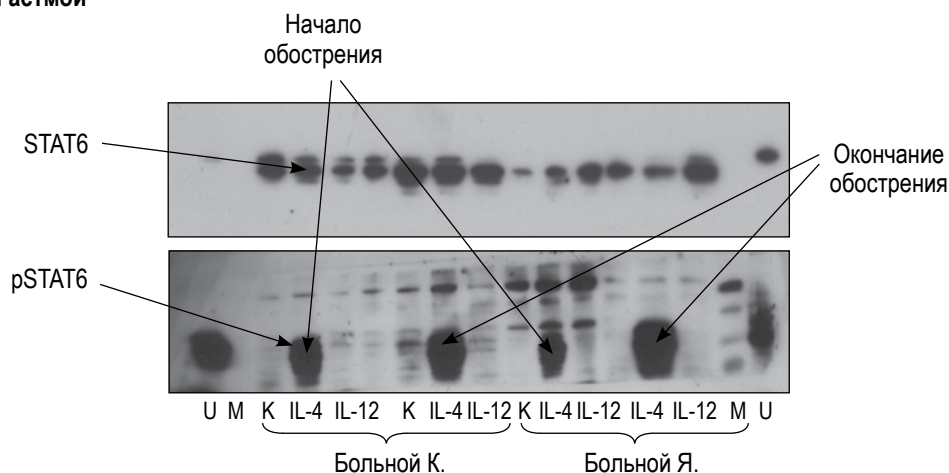 астмой
Начало
обострения
STAT6
Окончание
обострения
pSTAT6
U M K IL-4 IL-12 K IL-4 IL-12 K IL-4 IL-12 IL-4 IL-12 M U
Больной К. Больной Я.